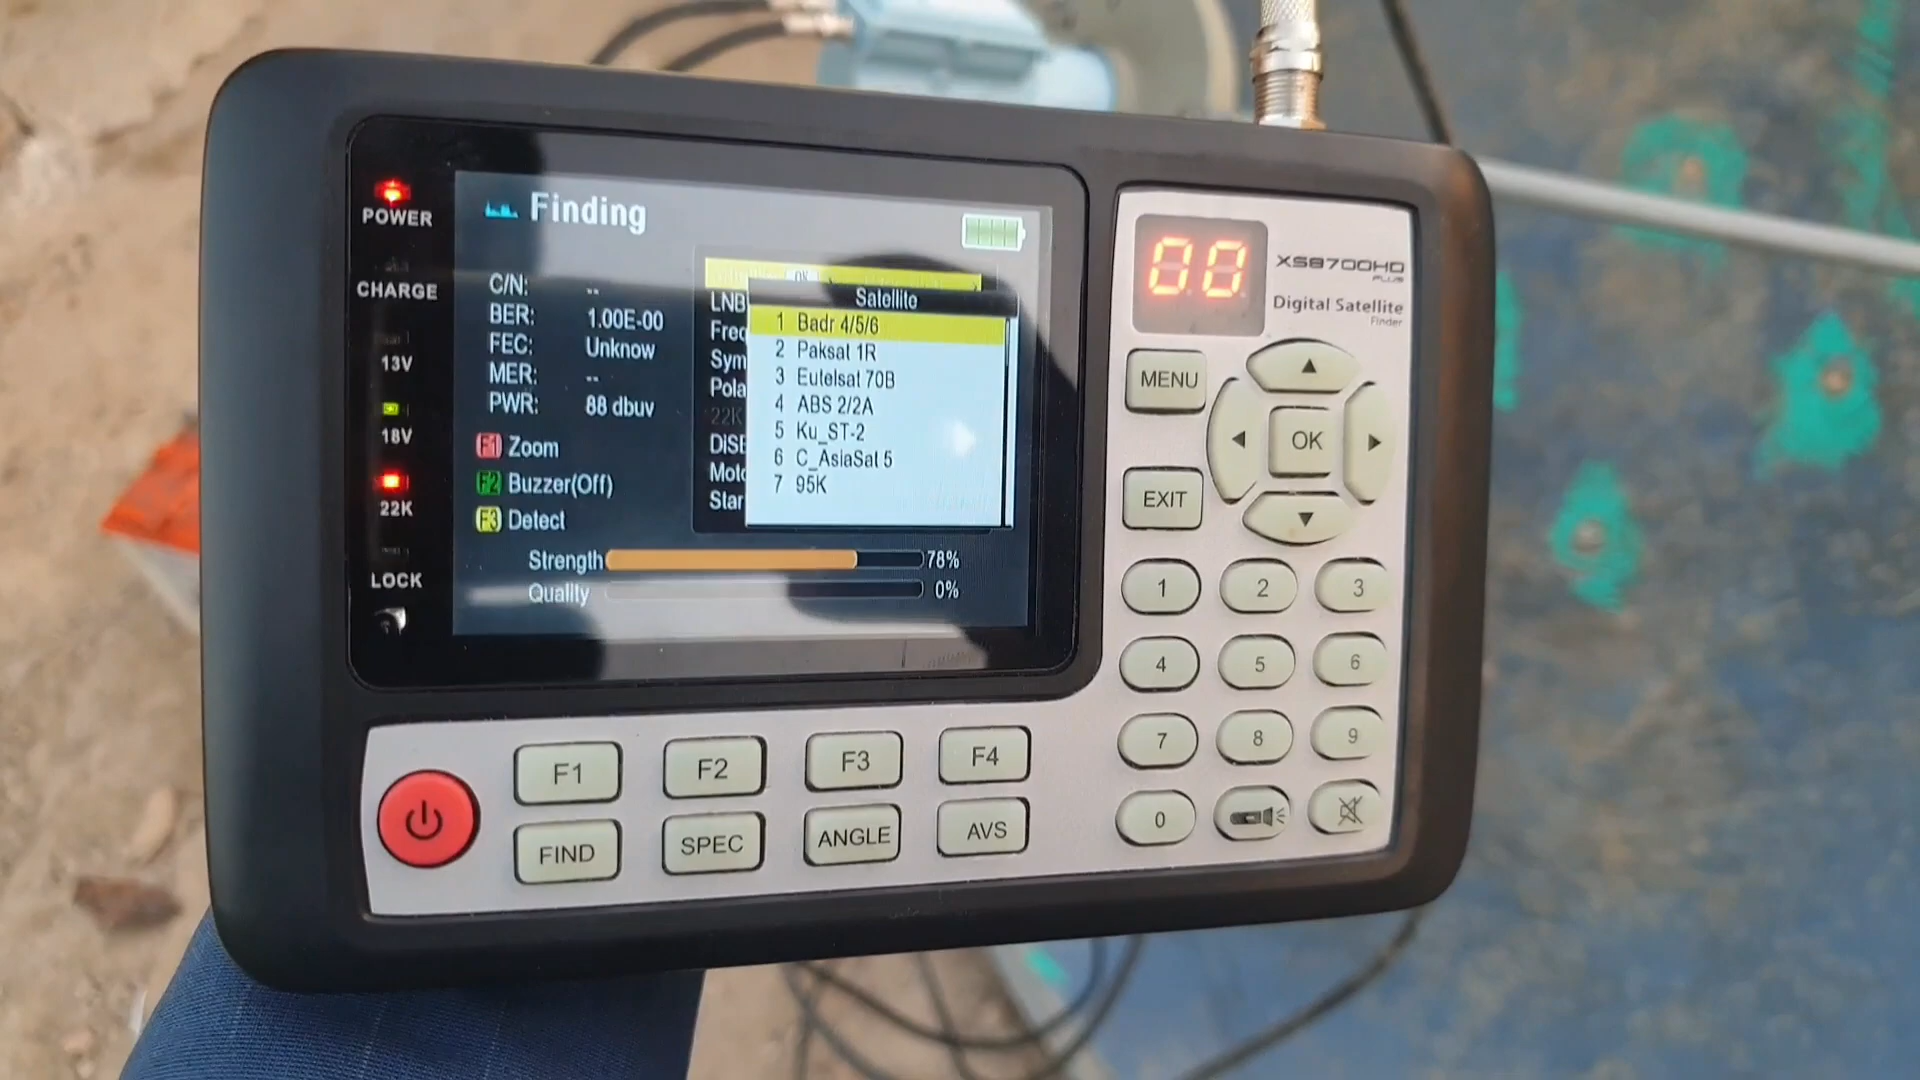 POWER
CHARGE
13V
18V
22K
LOCK
Finding
C/N: --
BER: 1.00E-00
FEC: Unknow
MER: --
PWR: 88 dbuv
F1 Zoom
F2 Buzzer(Off)
F3 Detect
OK
LNB
Freq
Sym
Pola
22K
DiSE
Moto
Star
Satellite
1 Badr 4/5/6
2 Paksat 1R
3 Eutelsat 70B
4 ABS 2/2A
5 Ku_ST-2
6 C_AsiaSat 5
7 95K
Strength 78%
Quality 0%
00
XS8700HD
PLUS
Digital Satellite
Finder
MENU
OK
EXIT
1 2 3
4 5 6
7 8 9
0
F1 F2 F3 F4
FIND SPEC ANGLE AVS